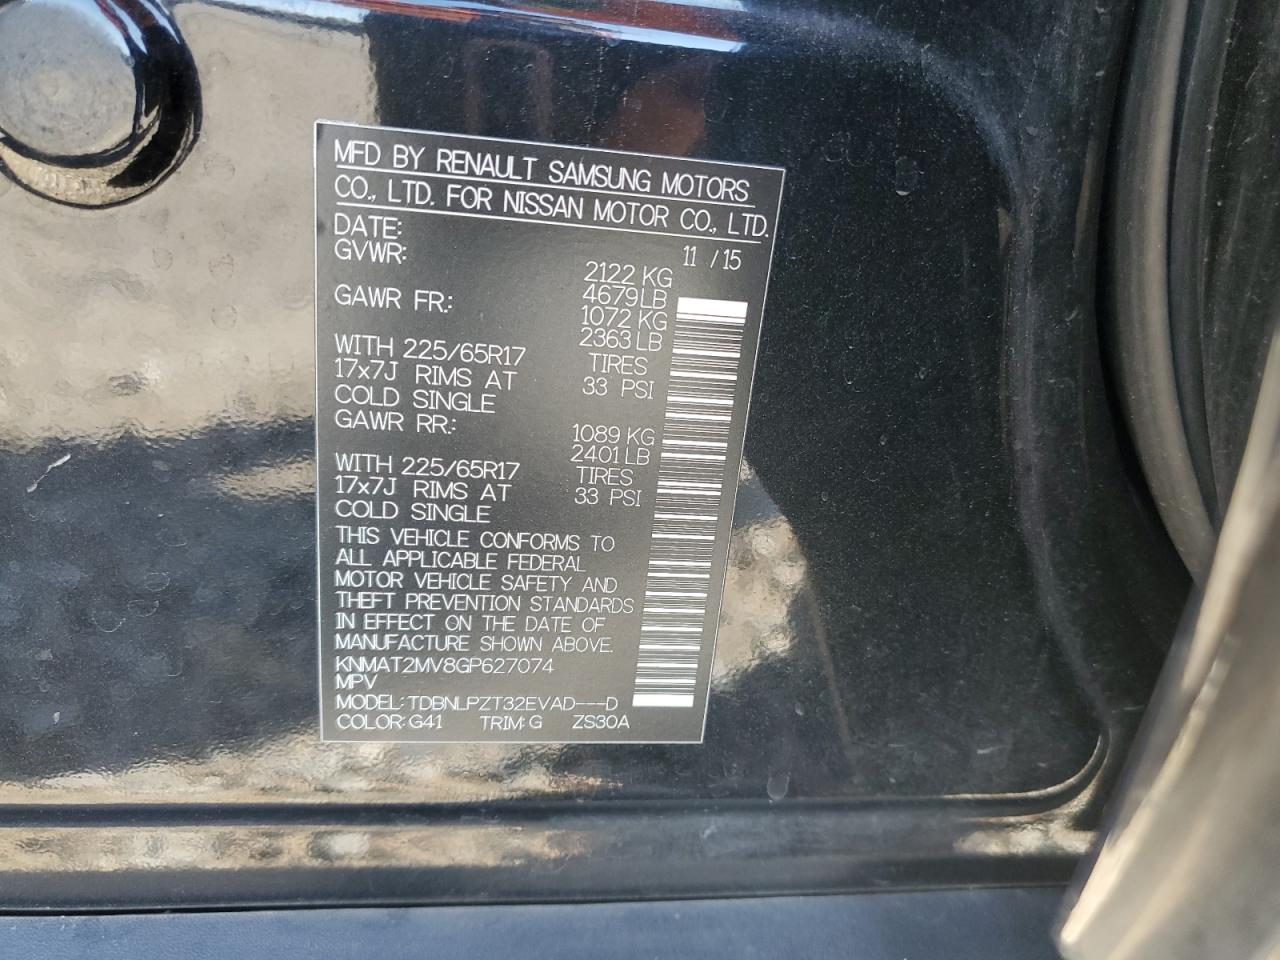 MFD BY RENAULT SAMSUNG MOTORS
CO., LTD. FOR NISSAN MOTOR CO., LTD.
DATE: 11 / 15
GVWR: 2122 KG
4679 LB
GAWR FR.: 1072 KG
2363 LB
WITH 225/65R17 TIRES
17x7J RIMS AT 33 PSI
COLD SINGLE
GAWR RR.: 1089 KG
2401 LB
WITH 225/65R17 TIRES
17x7J RIMS AT 33 PSI
COLD SINGLE
THIS VEHICLE CONFORMS TO
ALL APPLICABLE FEDERAL
MOTOR VEHICLE SAFETY AND
THEFT PREVENTION STANDARDS
IN EFFECT ON THE DATE OF
MANUFACTURE SHOWN ABOVE.
KNMAT2MV8GP627074
MPV
MODEL: TDBNLPZT32EVAD---D
COLOR: G41 TRIM: G ZS30A